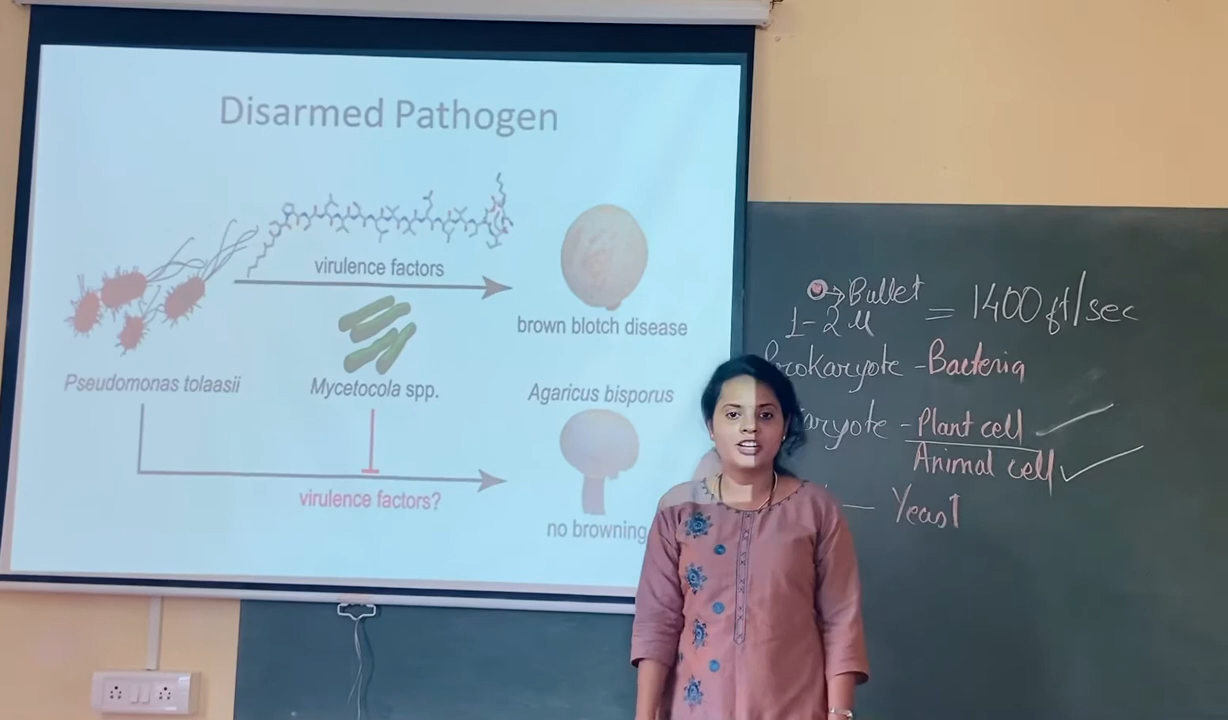 Disarmed Pathogen
virulence factors
brown blotch disease
Pseudomonas tolaasii
Mycetocola spp.
Agaricus bisporus
virulence factors?
no browning
Bullet = 1400 ft/sec
1-2 µ
rokaryote - Bacteria
aryote - Plant cell
Animal cell
— Yeast